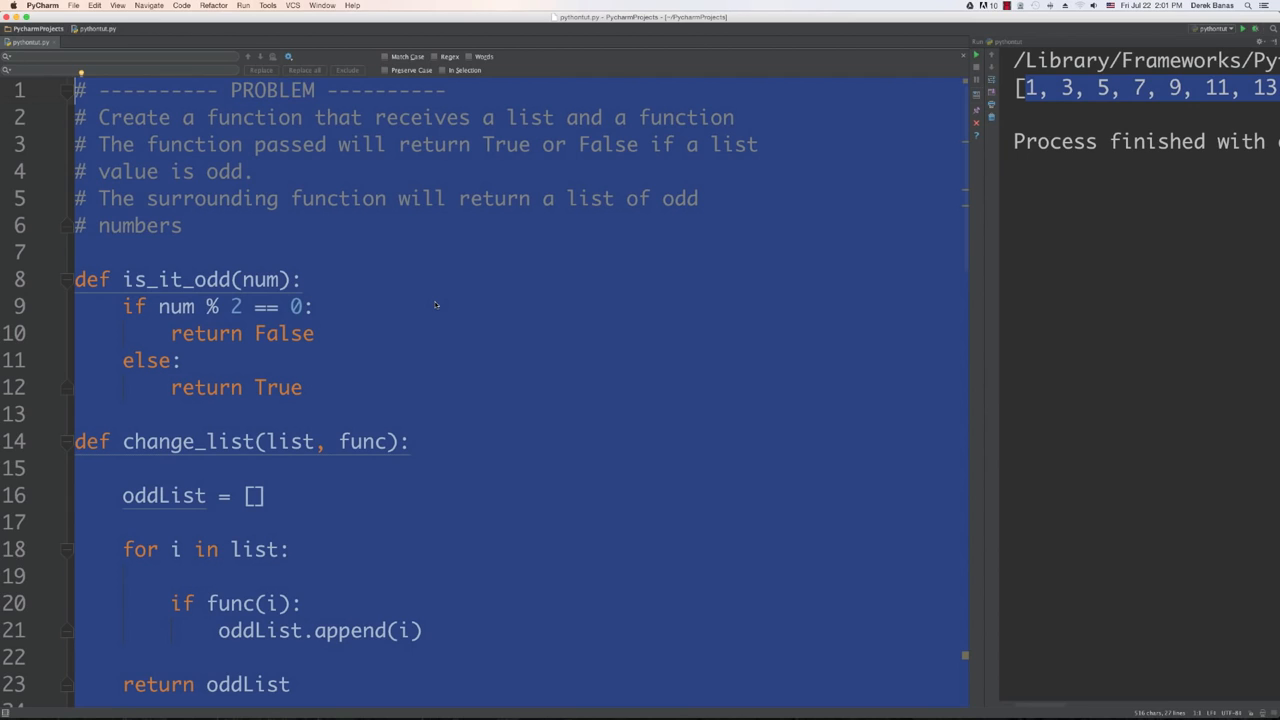 PyCharm File Edit View Navigate Code Refactor Run Tools VCS Window Help 10 Fri Jul 22 2:01 PM Derek Banas
pythontut.py - PycharmProjects - [~/PycharmProjects]
PycharmProjects pythontut.py pythontut
pythontut.py Run pythontut
Match Case Regex Words
Replace Replace all Exclude Preserve Case In Selection
1 # ---------- PROBLEM ----------
2 # Create a function that receives a list and a function
3 # The function passed will return True or False if a list
4 # value is odd.
5 # The surrounding function will return a list of odd
6 # numbers
7
8 def is_it_odd(num):
9 if num % 2 == 0:
10 return False
11 else:
12 return True
13
14 def change_list(list, func):
15
16 oddList = []
17
18 for i in list:
19
20 if func(i):
21 oddList.append(i)
22
23 return oddList
/Library/Frameworks/Py
[1, 3, 5, 7, 9, 11, 13
Process finished with
516 chars, 27 lines 1:1 LF÷ UTF-8÷